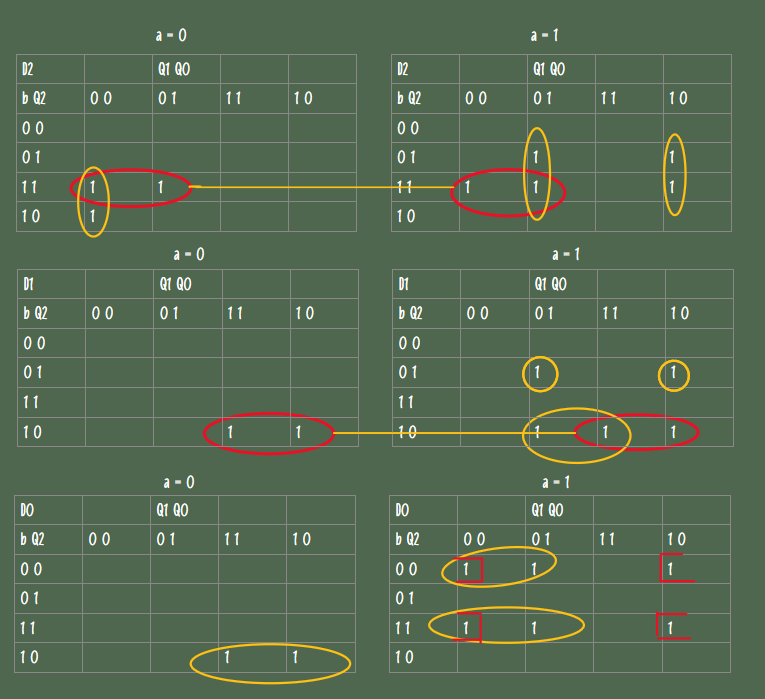 a = 0 a = 1
D2 Q1 Q0 D2 Q1 Q0
b Q2 0 0 0 1 1 1 1 0 b Q2 0 0 0 1 1 1 1 0
0 0 0 0
0 1 0 1 1 1
1 1 1 1 1 1 1 1 1
1 0 1 1 0
a = 0 a = 1
D1 Q1 Q0 D1 Q1 Q0
b Q2 0 0 0 1 1 1 1 0 b Q2 0 0 0 1 1 1 1 0
0 0 0 0
0 1 0 1 1 1
1 1 1 1
1 0 1 1 1 0 1 1 1
a = 0 a = 1
D0 Q1 Q0 D0 Q1 Q0
b Q2 0 0 0 1 1 1 1 0 b Q2 0 0 0 1 1 1 1 0
0 0 0 0 1 1 1
0 1 0 1
1 1 1 1 1 1 1
1 0 1 1 1 0